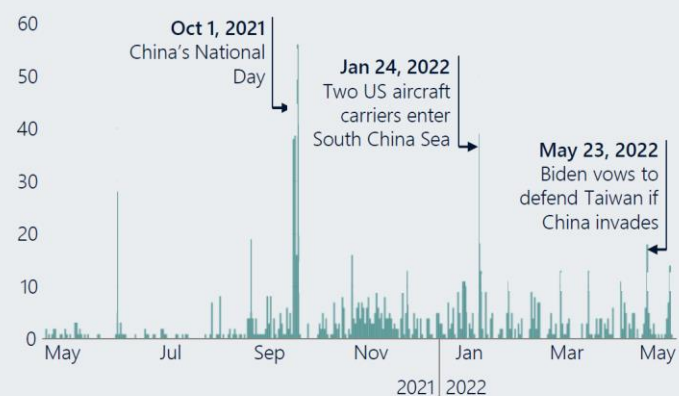 60
Oct 1, 2021
China's National
Day
50
Jan 24, 2022
Two US aircraft
carriers enter
South China Sea
40
May 23, 2022
Biden vows to
defend Taiwan if
China invades
30
20
10
0
May Jul Sep Nov Jan Mar May
2021 2022